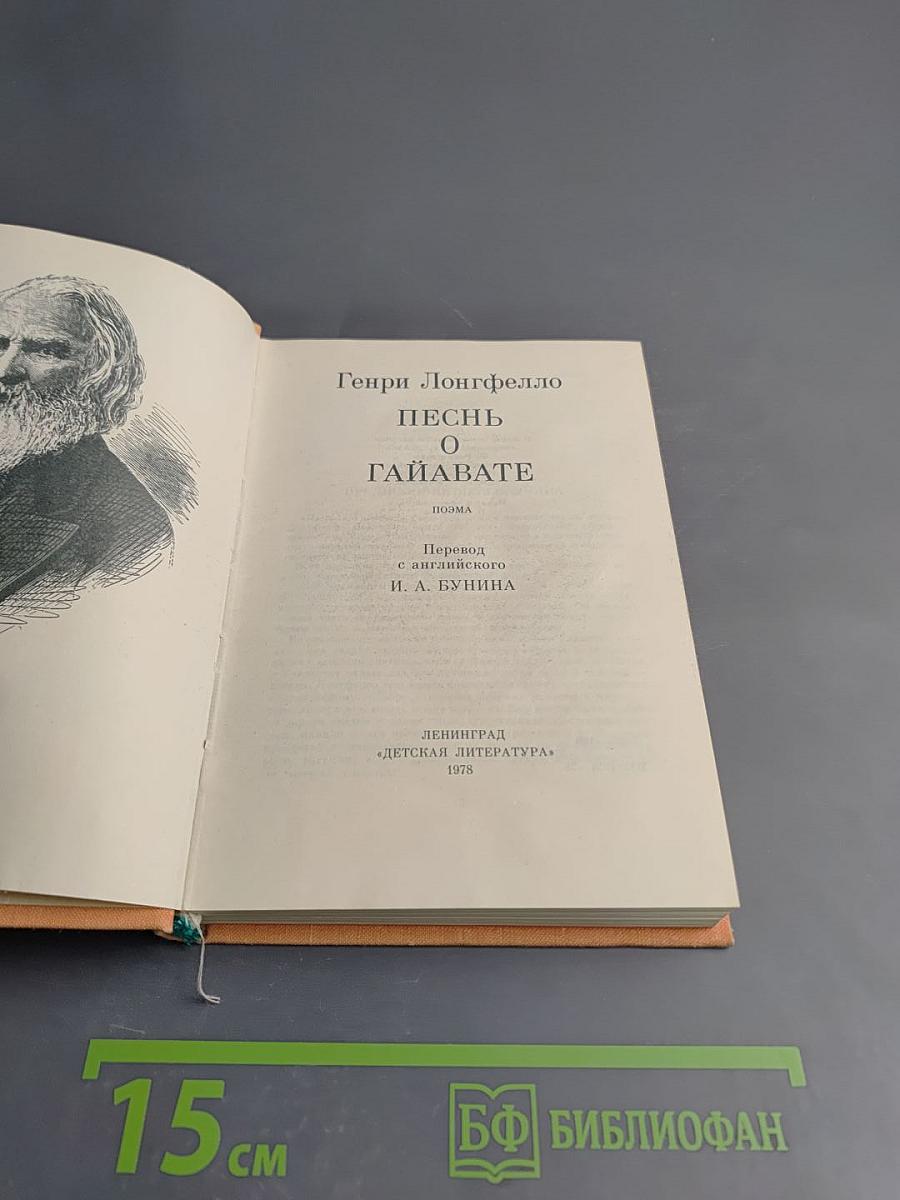 Генри Лонгфелло
ПЕСНЬ
О
ГАЙАВАТЕ
ПОЭМА
Перевод
с английского
И. А. БУНИНА
ЛЕНИНГРАД
«ДЕТСКАЯ ЛИТЕРАТУРА»
1978
15 см
БФ БИБЛИОФАН